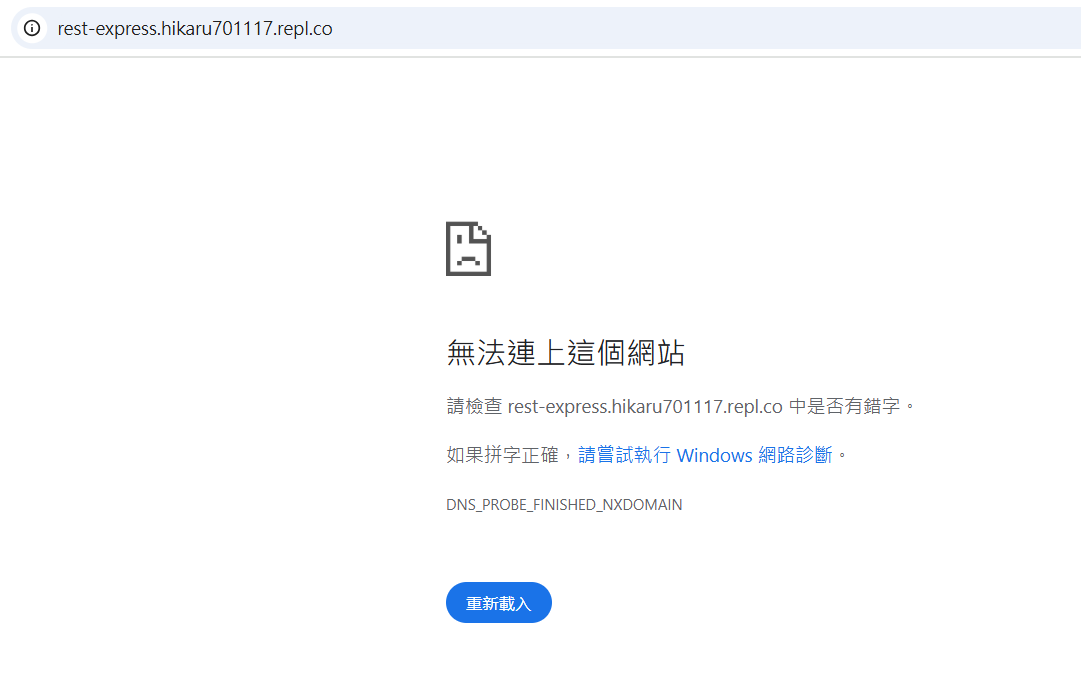 rest-express.hikaru701117.repl.co
無法連上這個網站
請檢查 rest-express.hikaru701117.repl.co 中是否有錯字。
如果拼字正確，請嘗試執行 Windows 網路診斷。
DNS_PROBE_FINISHED_NXDOMAIN
重新載入